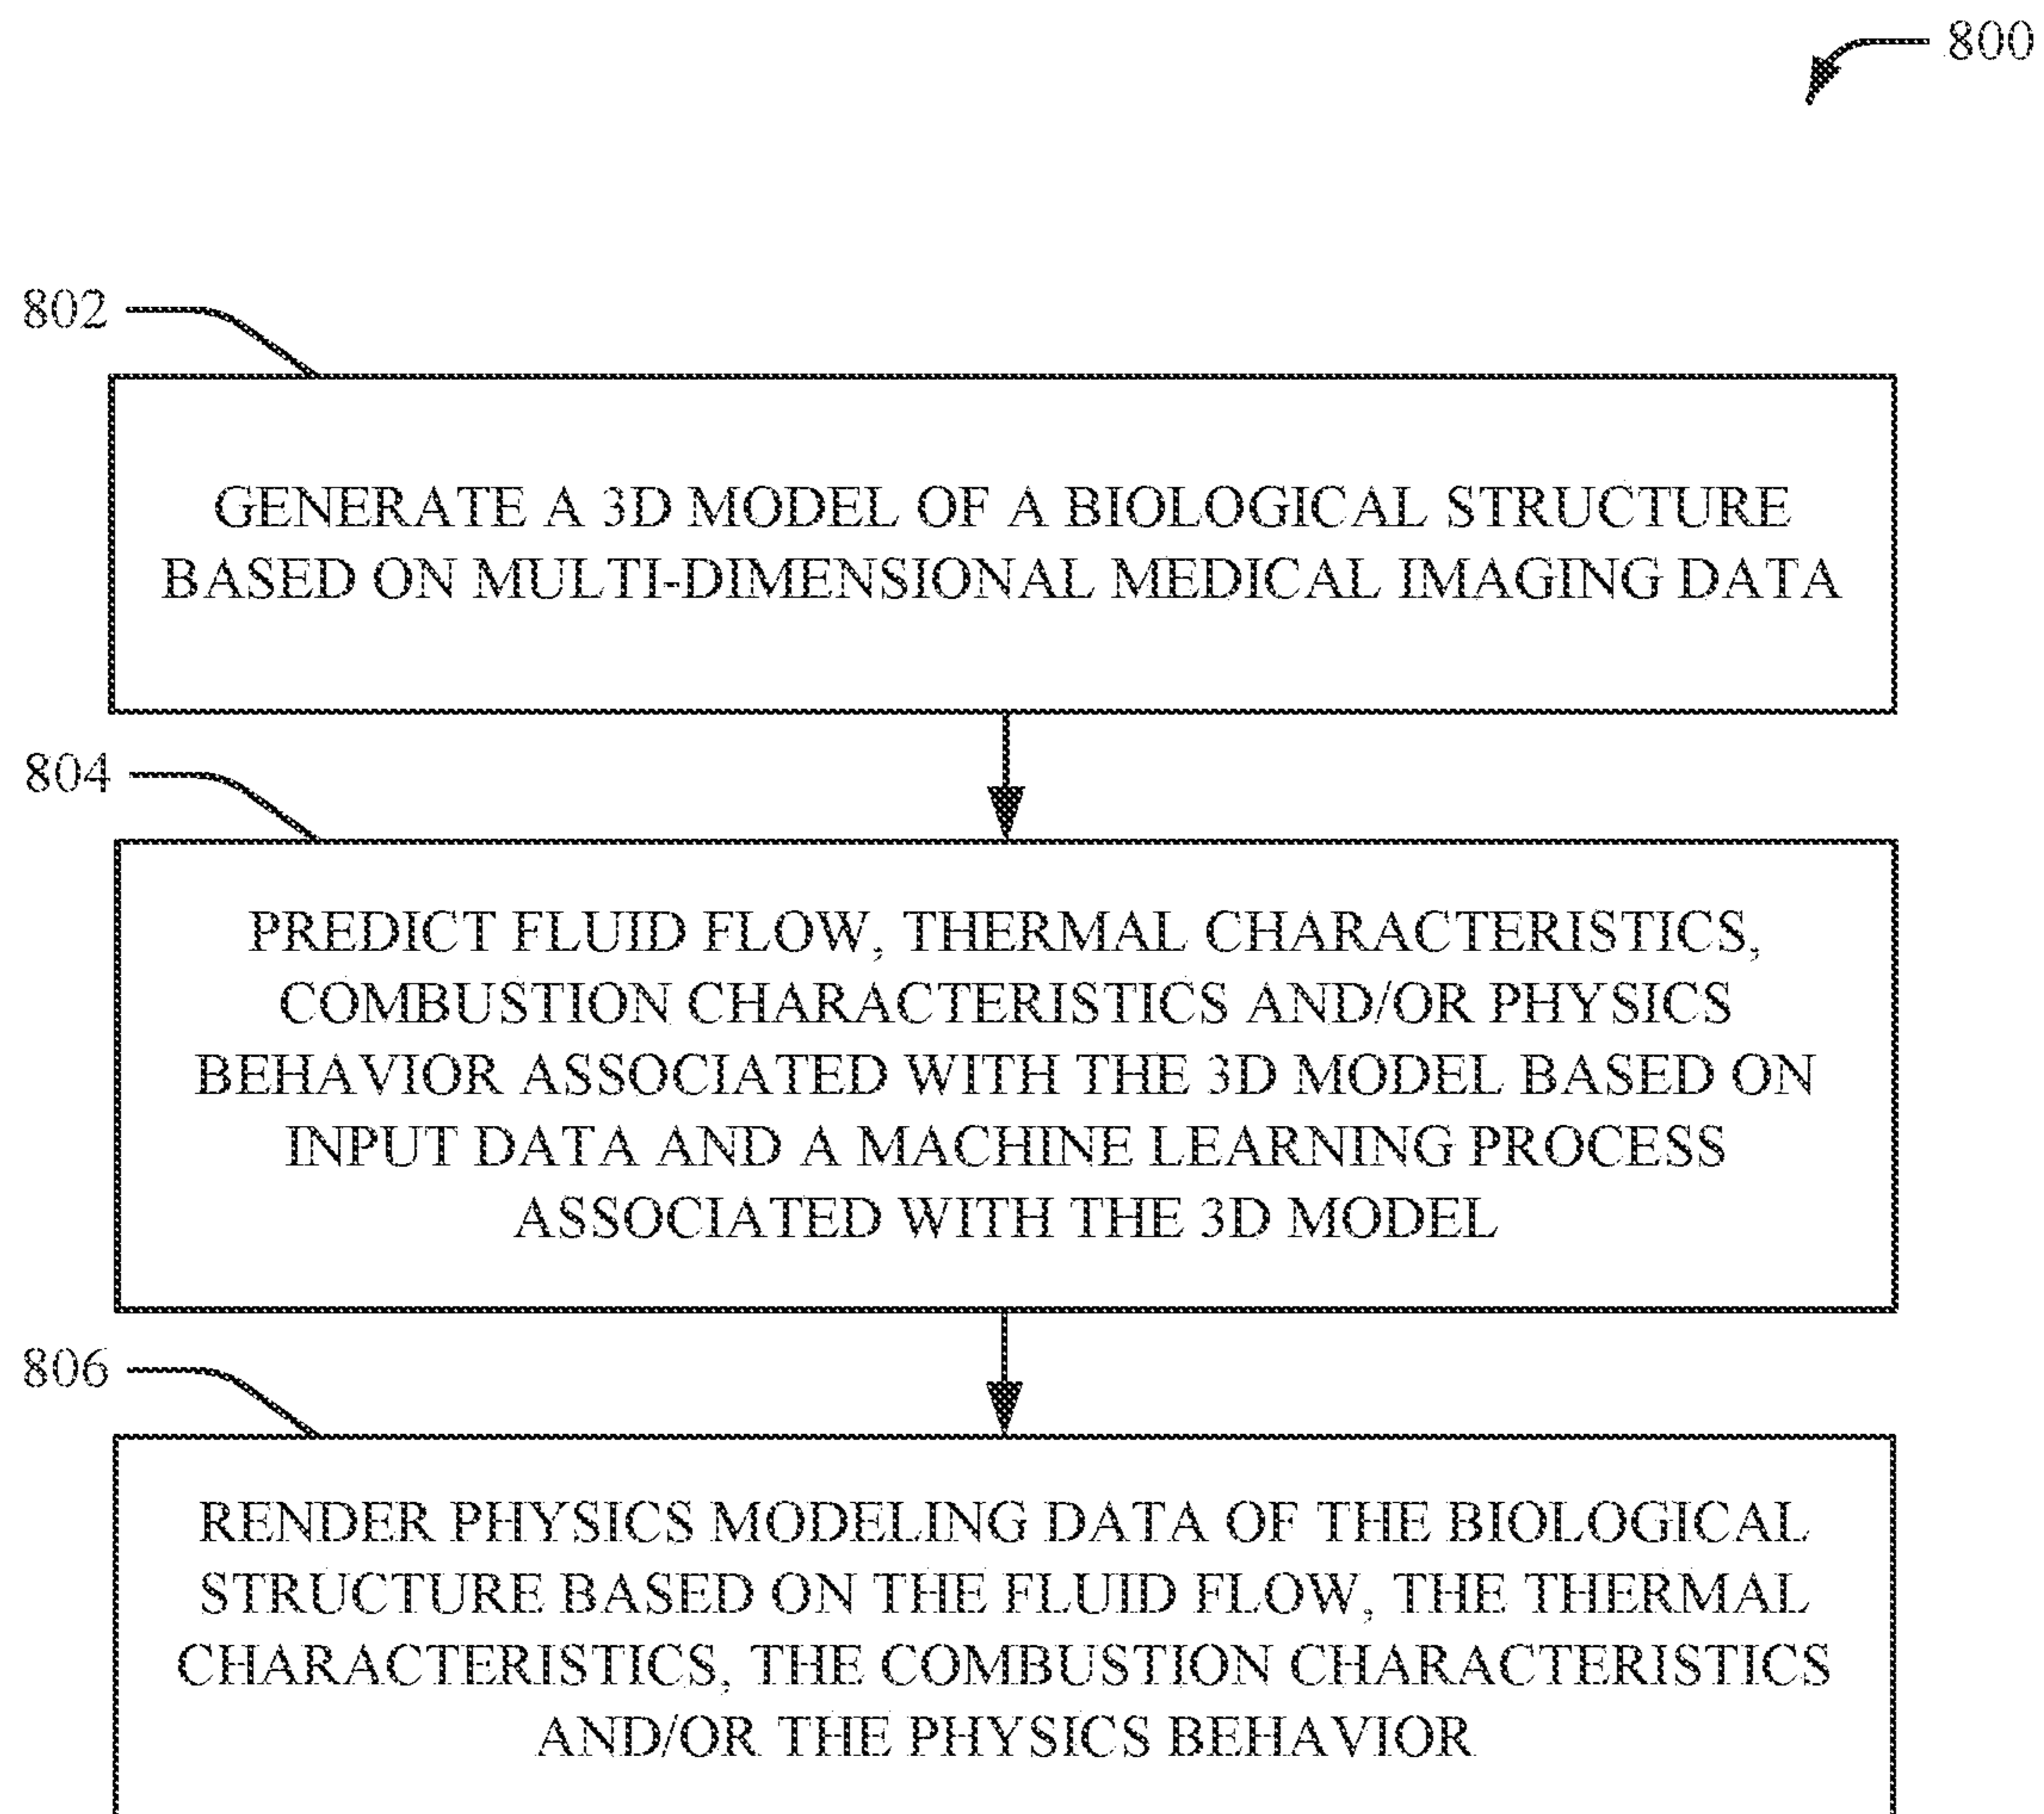 800
802
GENERATE A 3D MODEL OF A BIOLOGICAL STRUCTURE
BASED ON MULTI-DIMENSIONAL MEDICAL IMAGING DATA
804
PREDICT FLUID FLOW, THERMAL CHARACTERISTICS,
COMBUSTION CHARACTERISTICS AND/OR PHYSICS
BEHAVIOR ASSOCIATED WITH THE 3D MODEL BASED ON
INPUT DATA AND A MACHINE LEARNING PROCESS
ASSOCIATED WITH THE 3D MODEL
806
RENDER PHYSICS MODELING DATA OF THE BIOLOGICAL
STRUCTURE BASED ON THE FLUID FLOW, THE THERMAL
CHARACTERISTICS, THE COMBUSTION CHARACTERISTICS
AND/OR THE PHYSICS BEHAVIOR